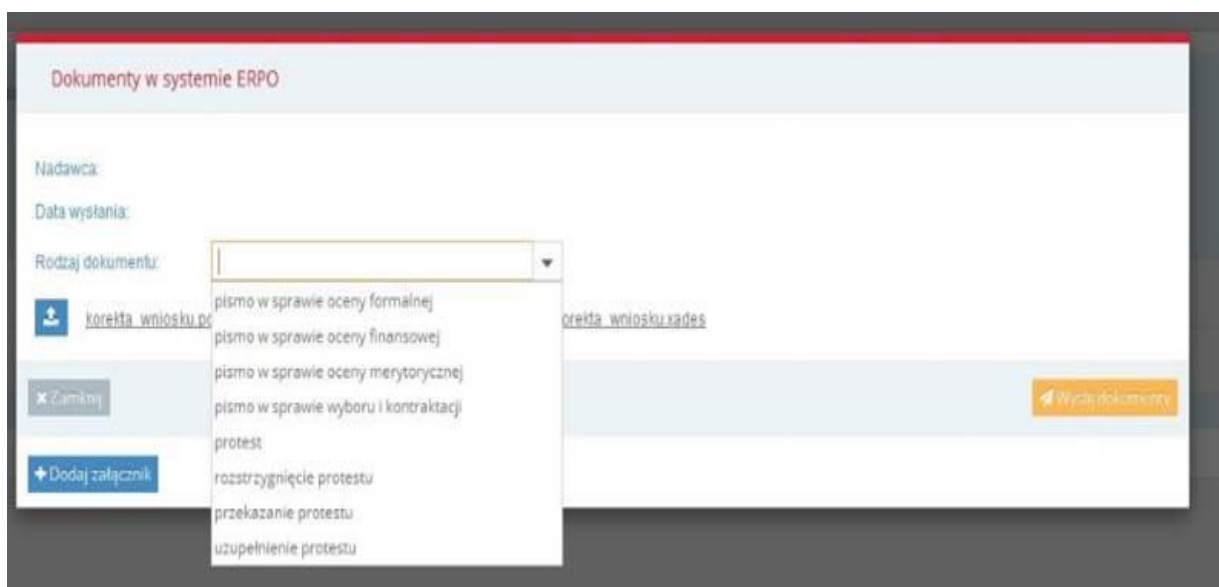 Dokumenty w systemie ERPO
Nadawca:
Data wysłania:
Rodzaj dokumentu:
pismo w sprawie oceny formalnej
korekta_wniosku.pd orekta_wniosku.xades
pismo w sprawie oceny finansowej
pismo w sprawie oceny merytorycznej
Zamknij
pismo w sprawie wyboru i kontraktacji
Wyślij dokumenty
protest
Dodaj załącznik
rozstrzygnięcie protestu
przekazanie protestu
uzupełnienie protestu